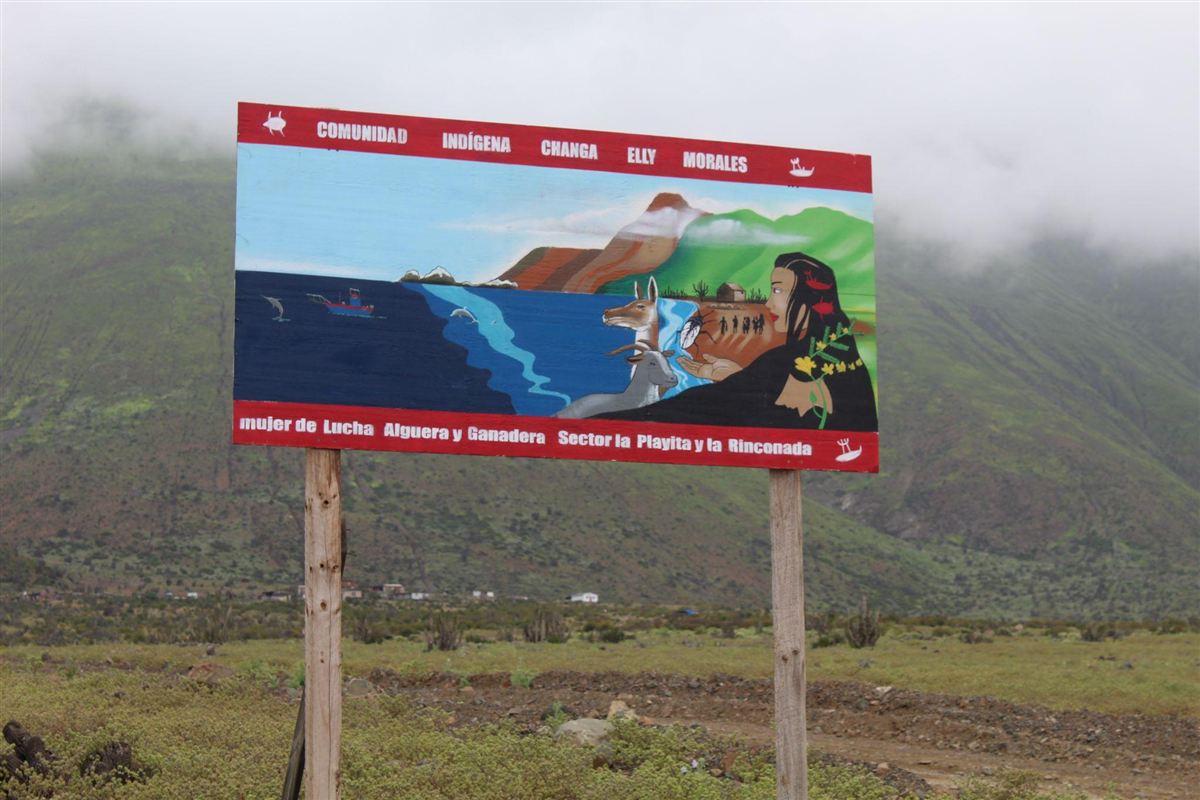 COMUNIDAD INDÍGENA CHANGA ELLY MORALES
mujer de Lucha Alguera y Ganadera Sector la Playita y la Rinconada